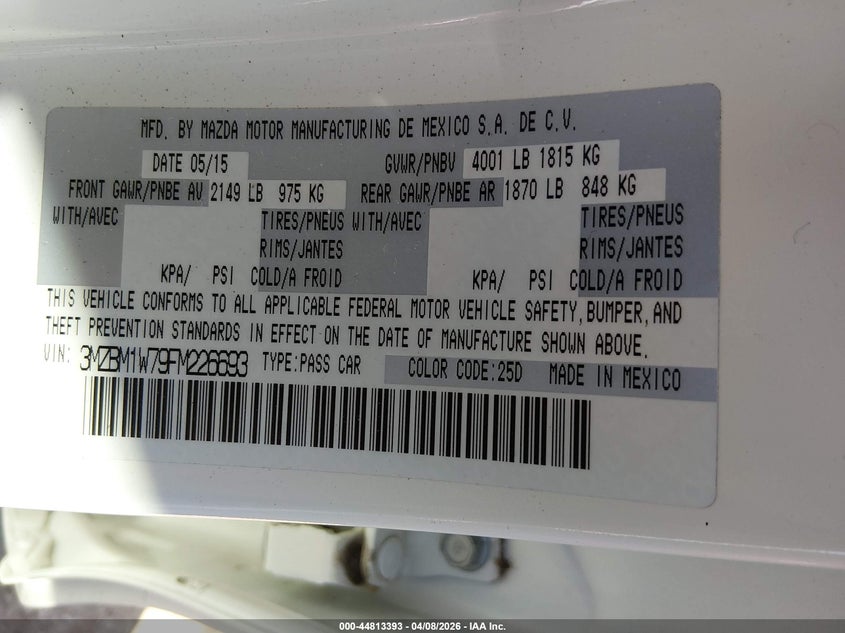 MFD. BY MAZDA MOTOR MANUFACTURING DE MEXICO S.A. DE C.V.
DATE 05/15 GVWR/PNBV 4001 LB 1815 KG
FRONT GAWR/PNBE AV 2149 LB 975 KG REAR GAWR/PNBE AR 1870 LB 848 KG
WITH/AVEC TIRES/PNEUS WITH/AVEC TIRES/PNEUS
RIMS/JANTES RIMS/JANTES
KPA/ PSI COLD/A FROID KPA/ PSI COLD/A FROID
THIS VEHICLE CONFORMS TO ALL APPLICABLE FEDERAL MOTOR VEHICLE SAFETY, BUMPER, AND
THEFT PREVENTION STANDARDS IN EFFECT ON THE DATE OF MANUFACTURE SHOWN ABOVE.
VIN: 3MZBM1W79FM226693 TYPE:PASS CAR COLOR CODE:25D MADE IN MEXICO
000-44813393 - 04/08/2026 - IAA Inc.